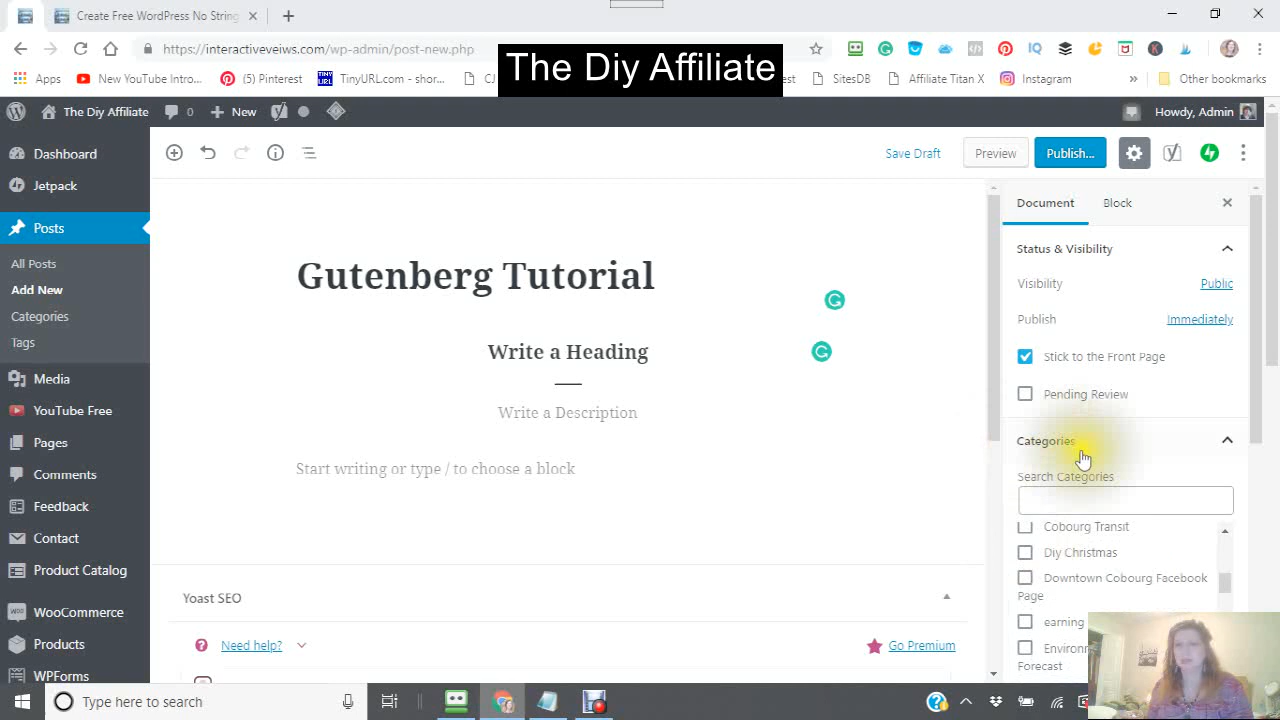 Create Free WordPress:No String
https://interactiveveiws.com/wp-admin/post-new.php
The Diy Affiliate
Apps
New YouTube Intro...
(5) Pinterest
TinyURL.com - shor...
CJ
SitesDB
Affiliate Titan X
Instagram
Other bookmarks
The DIY Affiliate
0
New
Howdy, Admin
Dashboard
Jetpack
Posts
All Posts
Add New
Categories
Tags
Media
YouTube Free
Pages
Comments
Feedback
Contact
Product Catalog
WooCommerce
Products
WPForms
Save Draft
Preview
Publish...
Gutenberg Tutorial
Write a Heading
Write a Description
Start writing or type / to choose a block
Yoast SEO
Need help?
Go Premium
Document
Block
Status & Visibility
Visibility
Public
Publish
Immediately
Stick to the Front Page
Pending Review
Categories
Search Categories
Cobourg Transit
Diy Christmas
Downtown Cobourg Facebook
Page
earning
Forecast
Type here to search